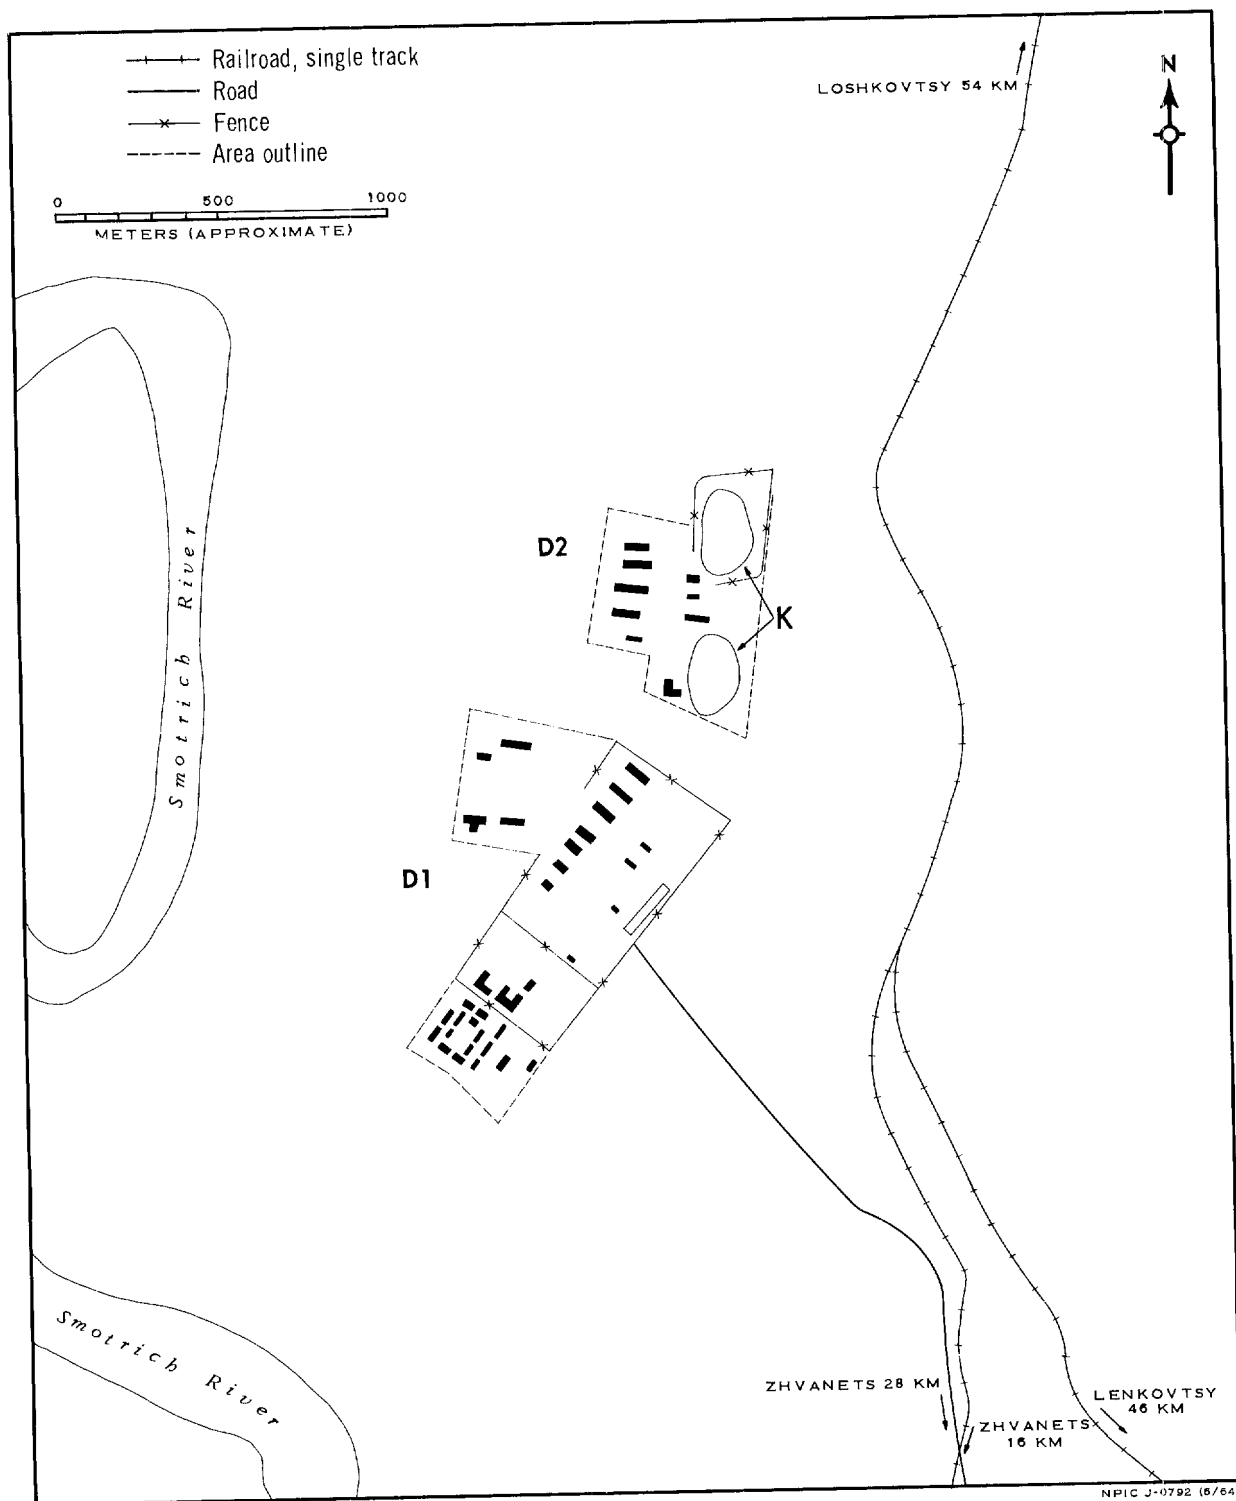 Railroad, single track
Road
Fence
Area outline
0 500 1000
METERS (APPROXIMATE)
LOSHKOVTSY 54 KM
N
Smotrich River
D2
K
D1
Smotrich River
ZHVANETS 28 KM
ZHVANETS
16 KM
LENKOVTSY
46 KM
NPIC J-0792 (6/64